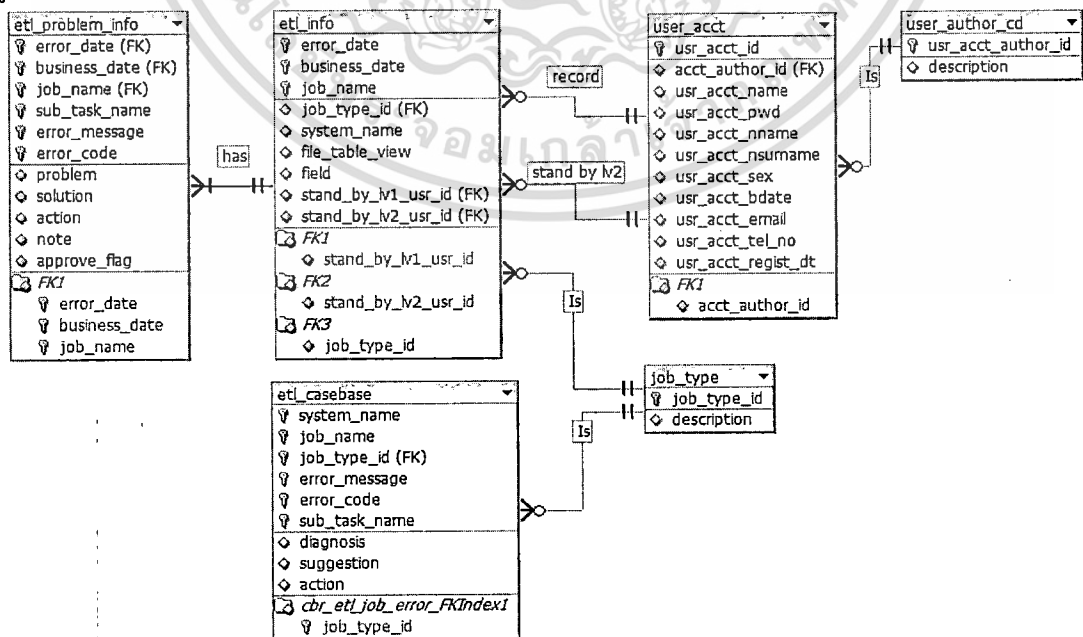 etl_problem_info
error_date (FK)
business_date (FK)
job_name (FK)
sub_task_name
error_message
error_code
problem
solution
action
note
approve_flag
FK1
error_date
business_date
job_name
has
etl_info
error_date
business_date
job_name
job_type_id (FK)
system_name
file_table_view
field
stand_by_lv1_usr_id (FK)
stand_by_lv2_usr_id (FK)
FK1
stand_by_lv1_usr_id
FK2
stand_by_lv2_usr_id
FK3
job_type_id
record
stand by lv2
Is
usr_acct
usr_acct_id
acct_author_id (FK)
usr_acct_name
usr_acct_pwd
usr_acct_nname
usr_acct_nsurname
usr_acct_sex
usr_acct_bdate
usr_acct_email
usr_acct_tel_no
usr_acct_regist_dt
FK1
acct_author_id
Is
user_author_cd
usr_acct_author_id
description
job_type
job_type_id
description
Is
etl_casebase
system_name
job_name
job_type_id (FK)
error_message
error_code
sub_task_name
diagnosis
suggestion
action
cbr_etl_job_error_FKIndex1
job_type_id